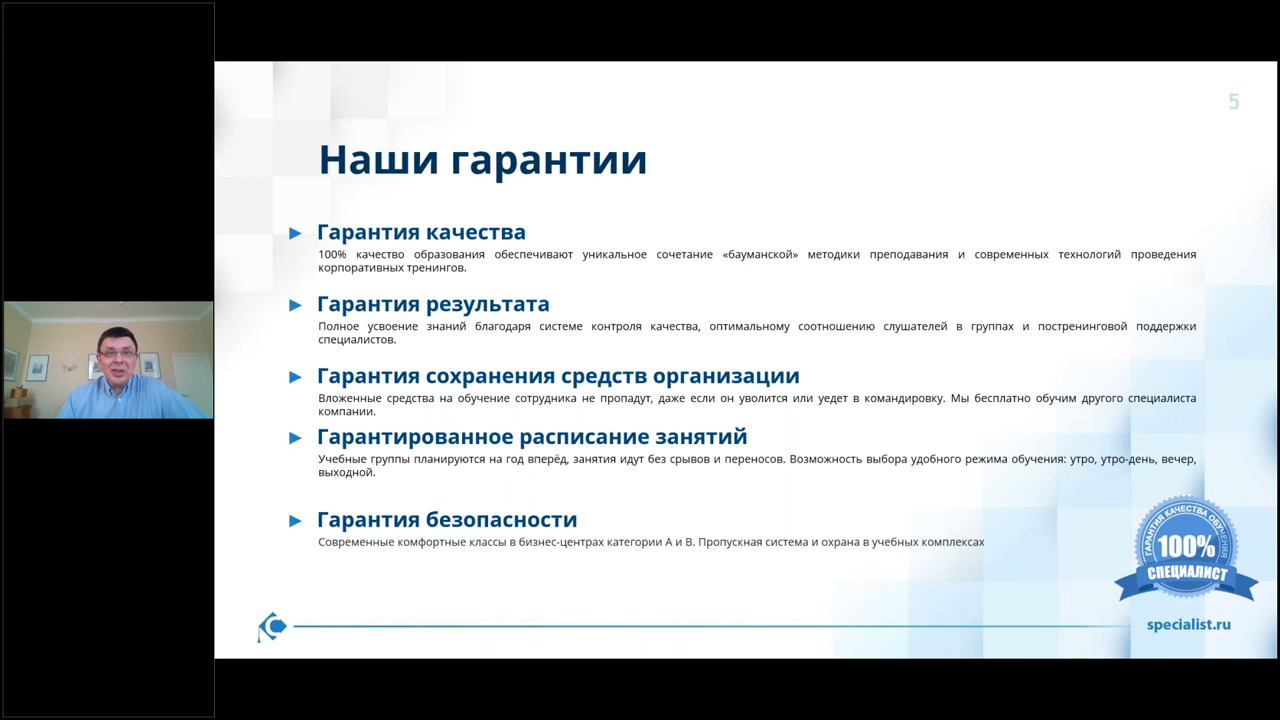 5
Наши гарантии
Гарантия качества
100% качество образования обеспечивают уникальное сочетание «бауманской» методики преподавания и современных технологий проведения
корпоративных тренингов.
Гарантия результата
Полное усвоение знаний благодаря системе контроля качества, оптимальному соотношению слушателей в группах и постренинговой поддержки
специалистов.
Гарантия сохранения средств организации
Вложенные средства на обучение сотрудника не пропадут, даже если он уволится или уедет в командировку. Мы бесплатно обучим другого специалиста
компании.
Гарантированное расписание занятий
Учебные группы планируются на год вперёд, занятия идут без срывов и переносов. Возможность выбора удобного режима обучения: утро, утро-день, вечер,
выходной.
Гарантия безопасности
Современные комфортные классы в бизнес-центрах категории А и В. Пропускная система и охрана в учебных комплексах
ГАРАНТИЯ КАЧЕСТВА ОБУЧЕНИЯ
100%
СПЕЦИАЛИСТ
specialist.ru